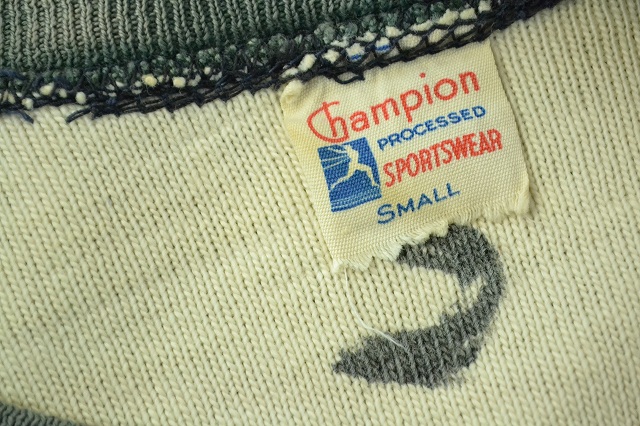 Champion
PROCESSED
SPORTSWEAR
SMALL